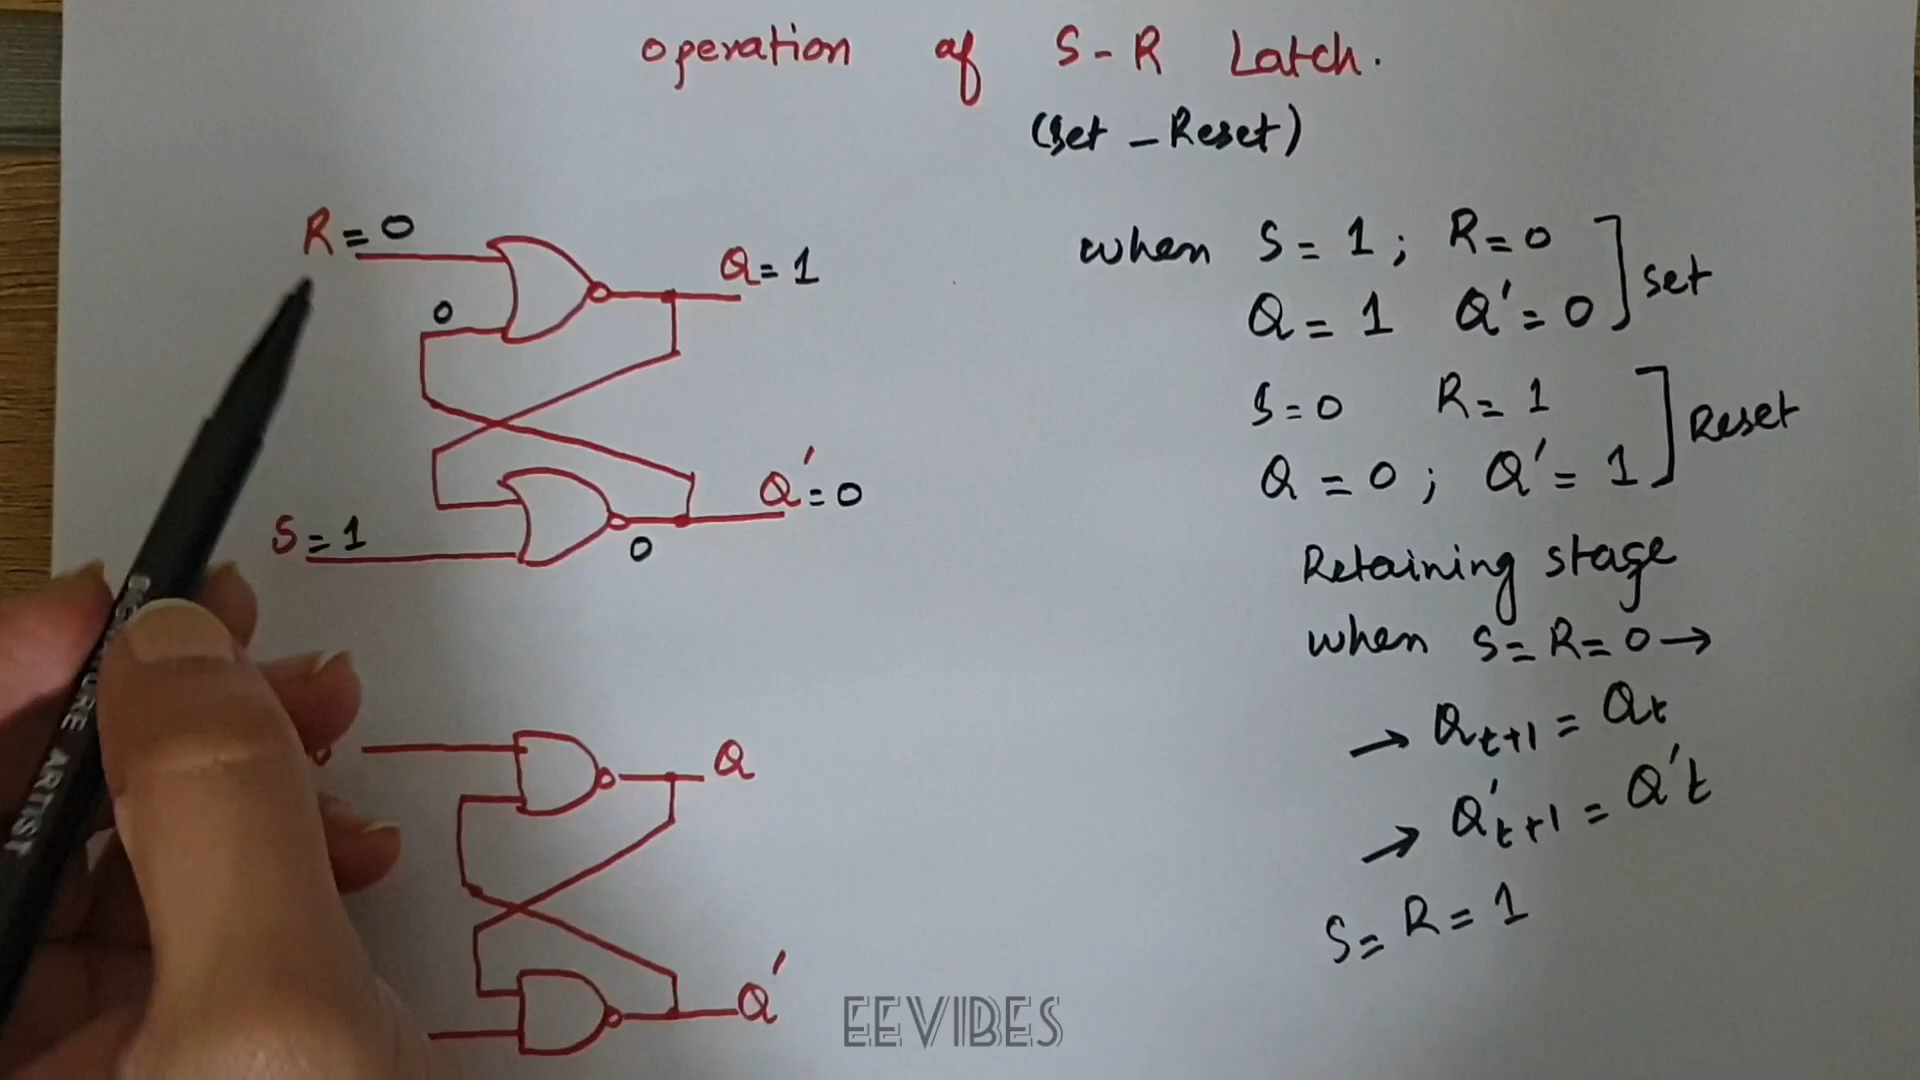 operation of S-R Latch.
(Set - Reset)
R = 0
0
Q = 1
Q' = 0
S = 1
0
when S = 1 ; R = 0
Q = 1 Q' = 0
] Set
S = 0 R = 1
Q = 0 ; Q' = 1
] Reset
Retaining stage
when S = R = 0 →
→ Qt+1 = Qt
→ Q't+1 = Q't
S = R = 1
Q
Q'
EEVIBES